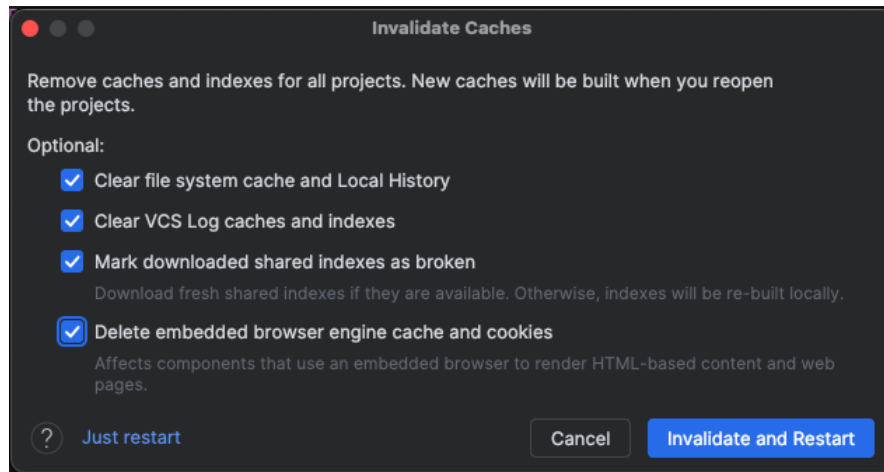 Invalidate Caches
Remove caches and indexes for all projects. New caches will be built when you reopen
the projects.
Optional:
Clear file system cache and Local History
Clear VCS Log caches and indexes
Mark downloaded shared indexes as broken
Download fresh shared indexes if they are available. Otherwise, indexes will be re-built locally.
Delete embedded browser engine cache and cookies
Affects components that use an embedded browser to render HTML-based content and web
pages.
? Just restart Cancel Invalidate and Restart